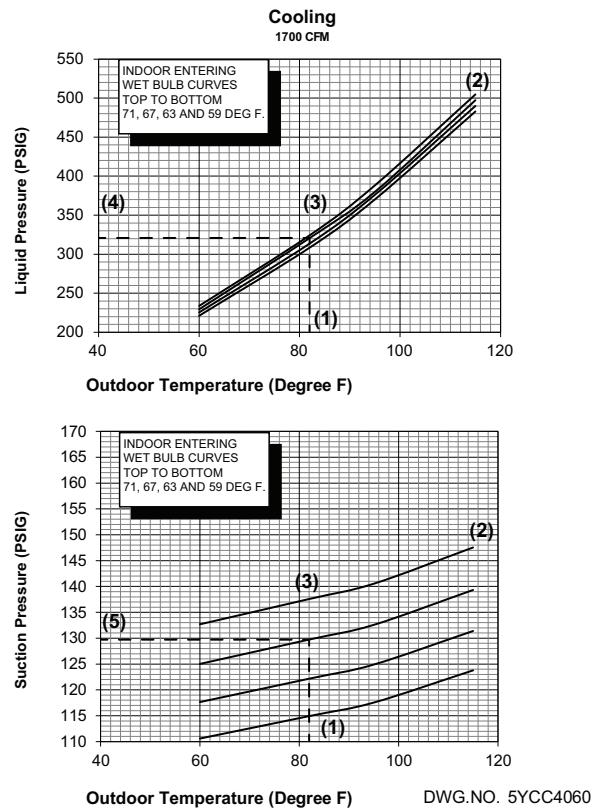 Cooling
1700 CFM
550
500
450
400
350
300
250
200
Liquid Pressure (PSIG)
INDOOR ENTERING
WET BULB CURVES
TOP TO BOTTOM
71, 67, 63 AND 59 DEG F.
(2)
(4)
(3)
(1)
40 60 80 100 120
Outdoor Temperature (Degree F)
170
165
160
155
150
145
140
135
130
125
120
115
110
Suction Pressure (PSIG)
INDOOR ENTERING
WET BULB CURVES
TOP TO BOTTOM
71, 67, 63 AND 59 DEG F.
(2)
(3)
(5)
(1)
40 60 80 100 120
Outdoor Temperature (Degree F)
DWG.NO. 5YCC4060